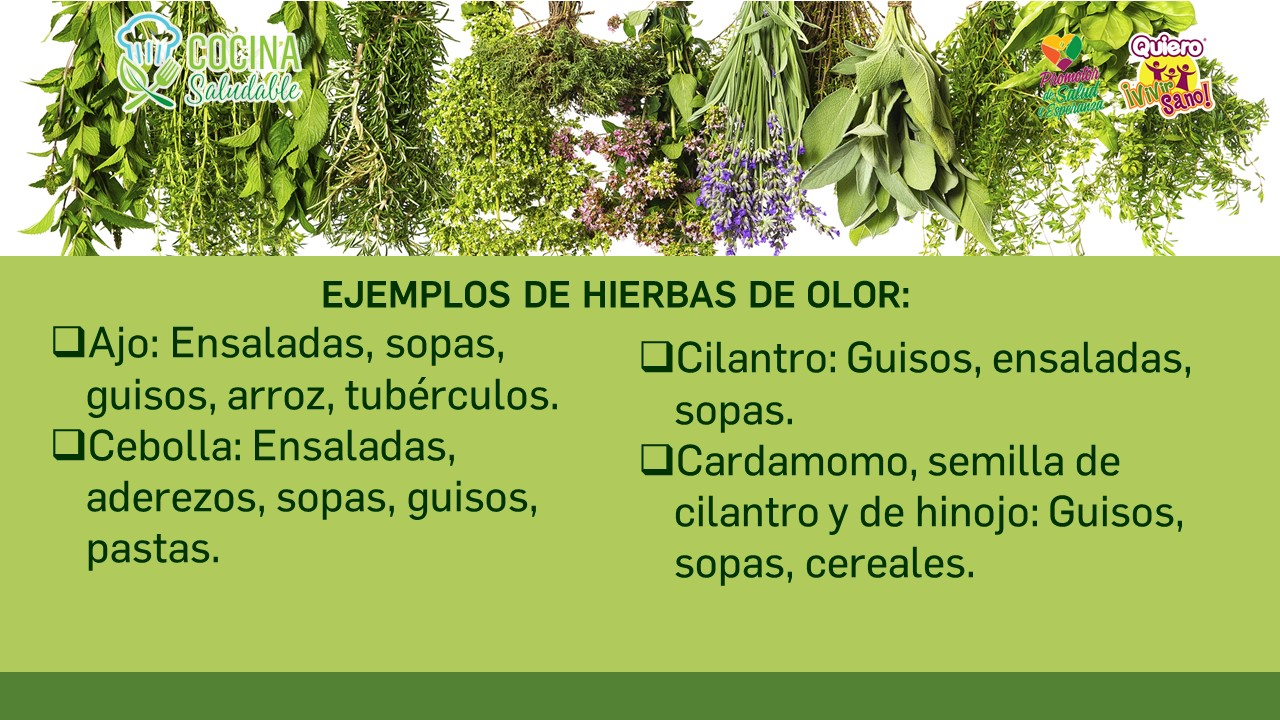 COCINA
Saludable
Quiero
¡Vivir
Sano!
Promotor
de Salud
y Esperanza
EJEMPLOS DE HIERBAS DE OLOR:
❑Ajo: Ensaladas, sopas,
guisos, arroz, tubérculos.
❑Cebolla: Ensaladas,
aderezos, sopas, guisos,
pastas.
❑Cilantro: Guisos, ensaladas,
sopas.
❑Cardamomo, semilla de
cilantro y de hinojo: Guisos,
sopas, cereales.